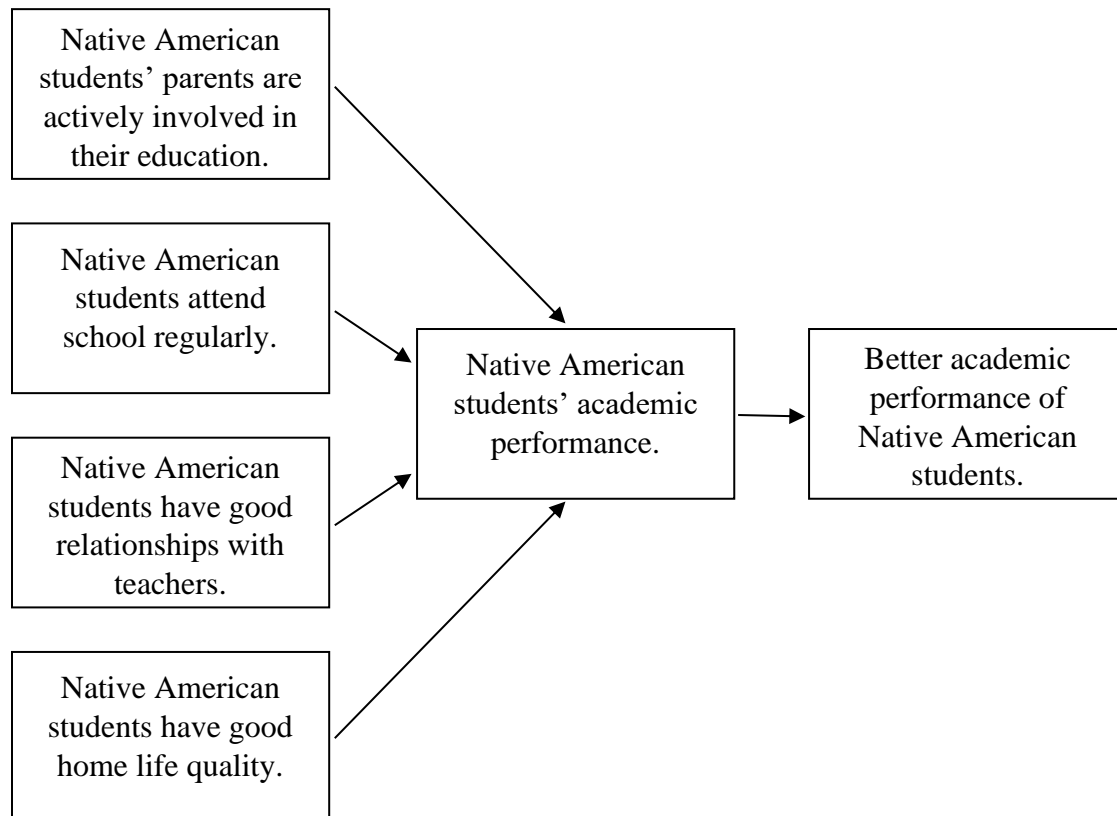 Native American
students’ parents are
actively involved in
their education.
Native American
students attend
school regularly.
Native American
students have good
relationships with
teachers.
Native American
students have good
home life quality.
Native American
students’ academic
performance.
Better academic
performance of
Native American
students.